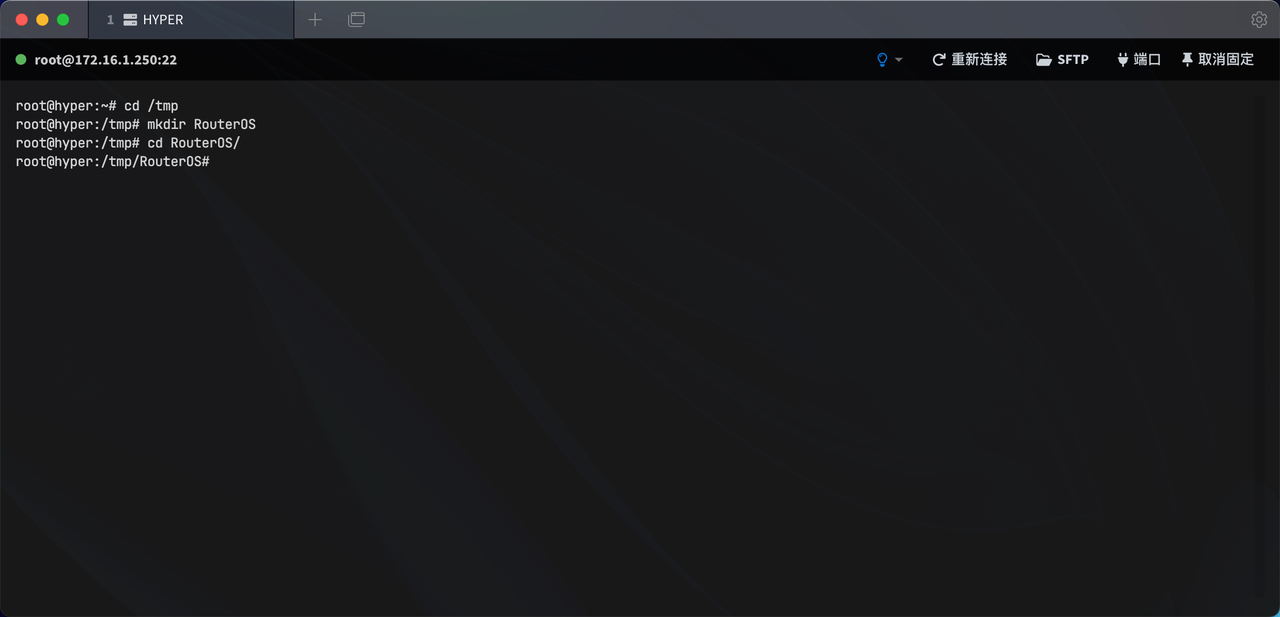 1 HYPER
root@172.16.1.250:22 重新连接 SFTP 端口 取消固定
root@hyper:~# cd /tmp
root@hyper:/tmp# mkdir RouterOS
root@hyper:/tmp# cd RouterOS/
root@hyper:/tmp/RouterOS#